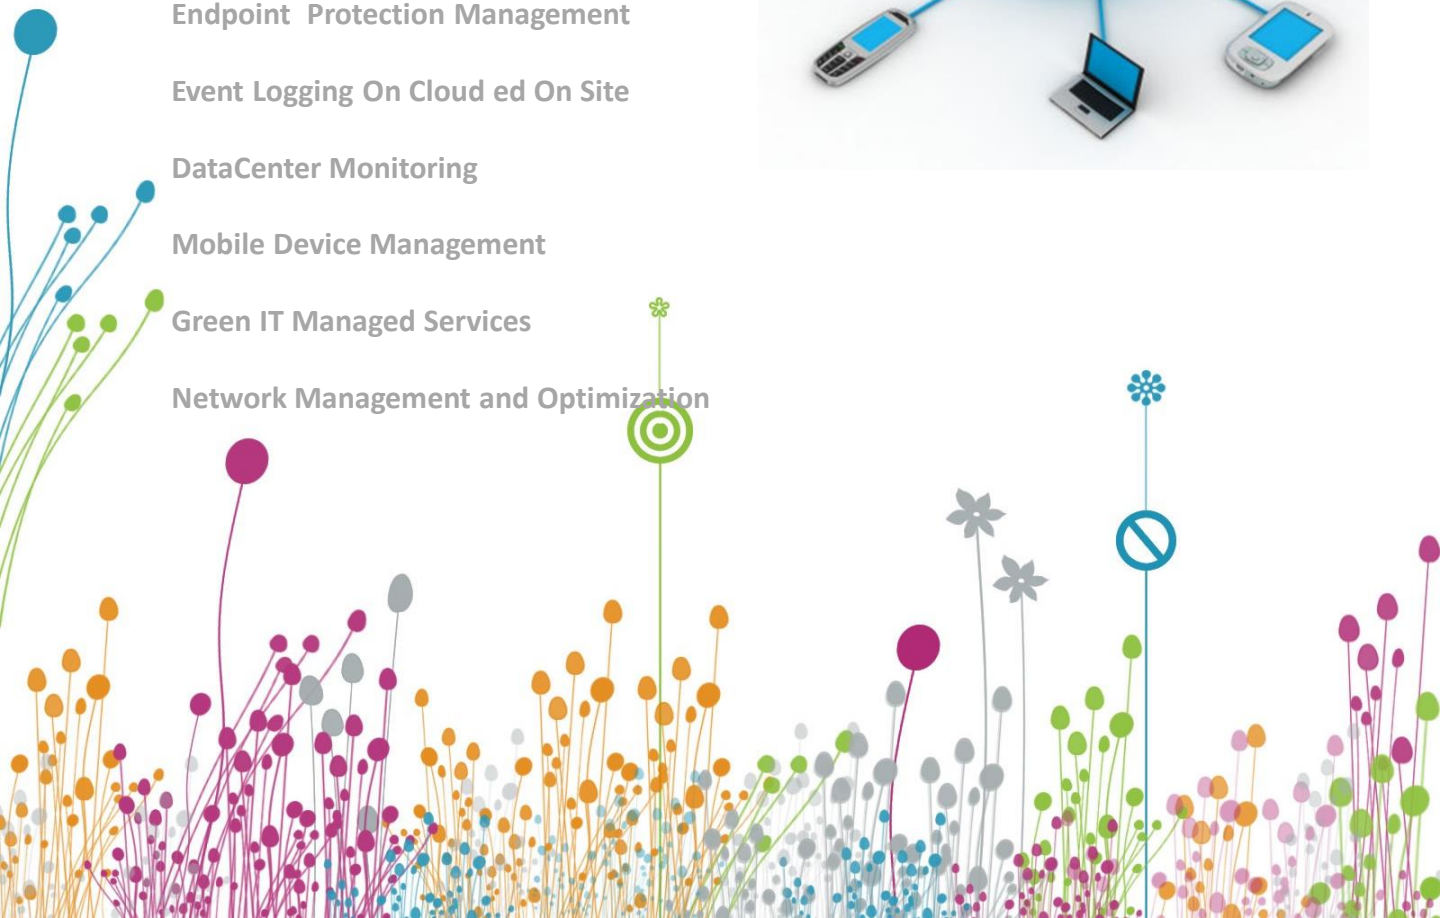 Endpoint  Protection Management
Event Logging On Cloud ed On Site
DataCenter Monitoring
Mobile Device Management
Green IT Managed Services
Network Management and Optimization